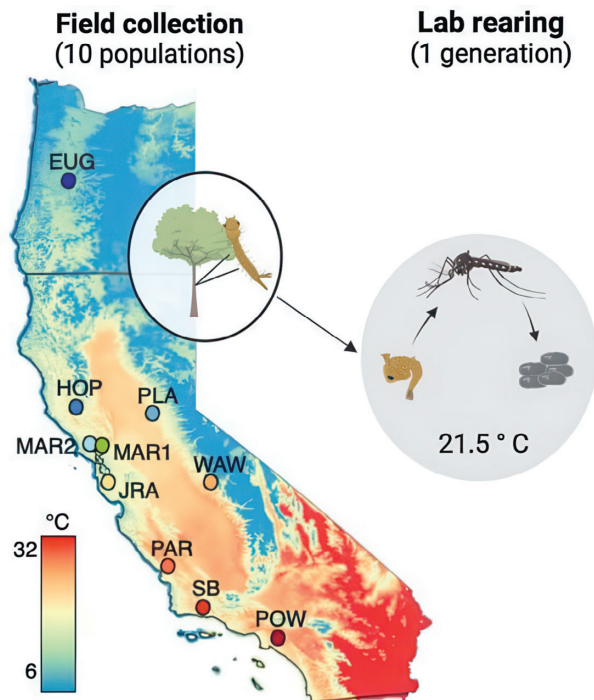 Field collection
(10 populations)
Lab rearing
(1 generation)
EUG
HOP
PLA
MAR2
MAR1
WAW
JRA
21.5 ° C
°C
32
PAR
SB
POW
6